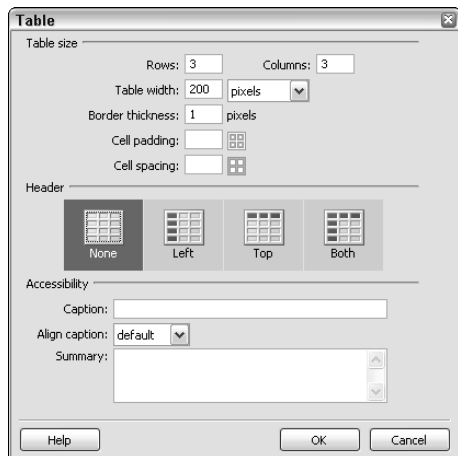 Table
Table size
Rows: 3 Columns: 3
Table width: 200 pixels
Border thickness: 1 pixels
Cell padding:
Cell spacing:
Header
None Left Top Both
Accessibility
Caption:
Align caption: default
Summary:
Help OK Cancel